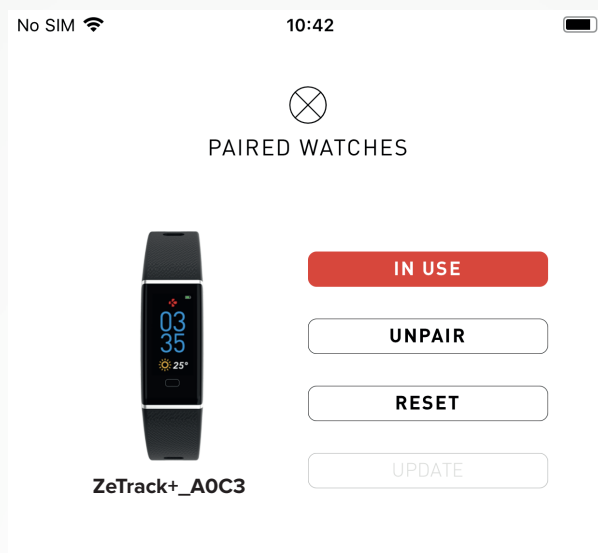 No SIM 10:42
PAIRED WATCHES
IN USE
UNPAIR
RESET
UPDATE
03
35
25°
ZeTrack+_A0C3